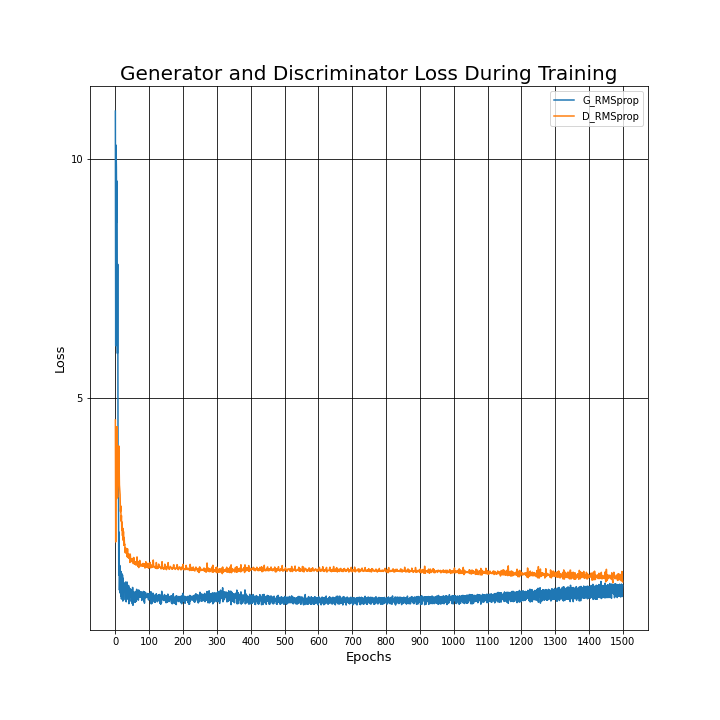 Generator and Discriminator Loss During Training
G_RMSprop
D_RMSprop
10
5
Loss
0 100 200 300 400 500 600 700 800 900 1000 1100 1200 1300 1400 1500
Epochs